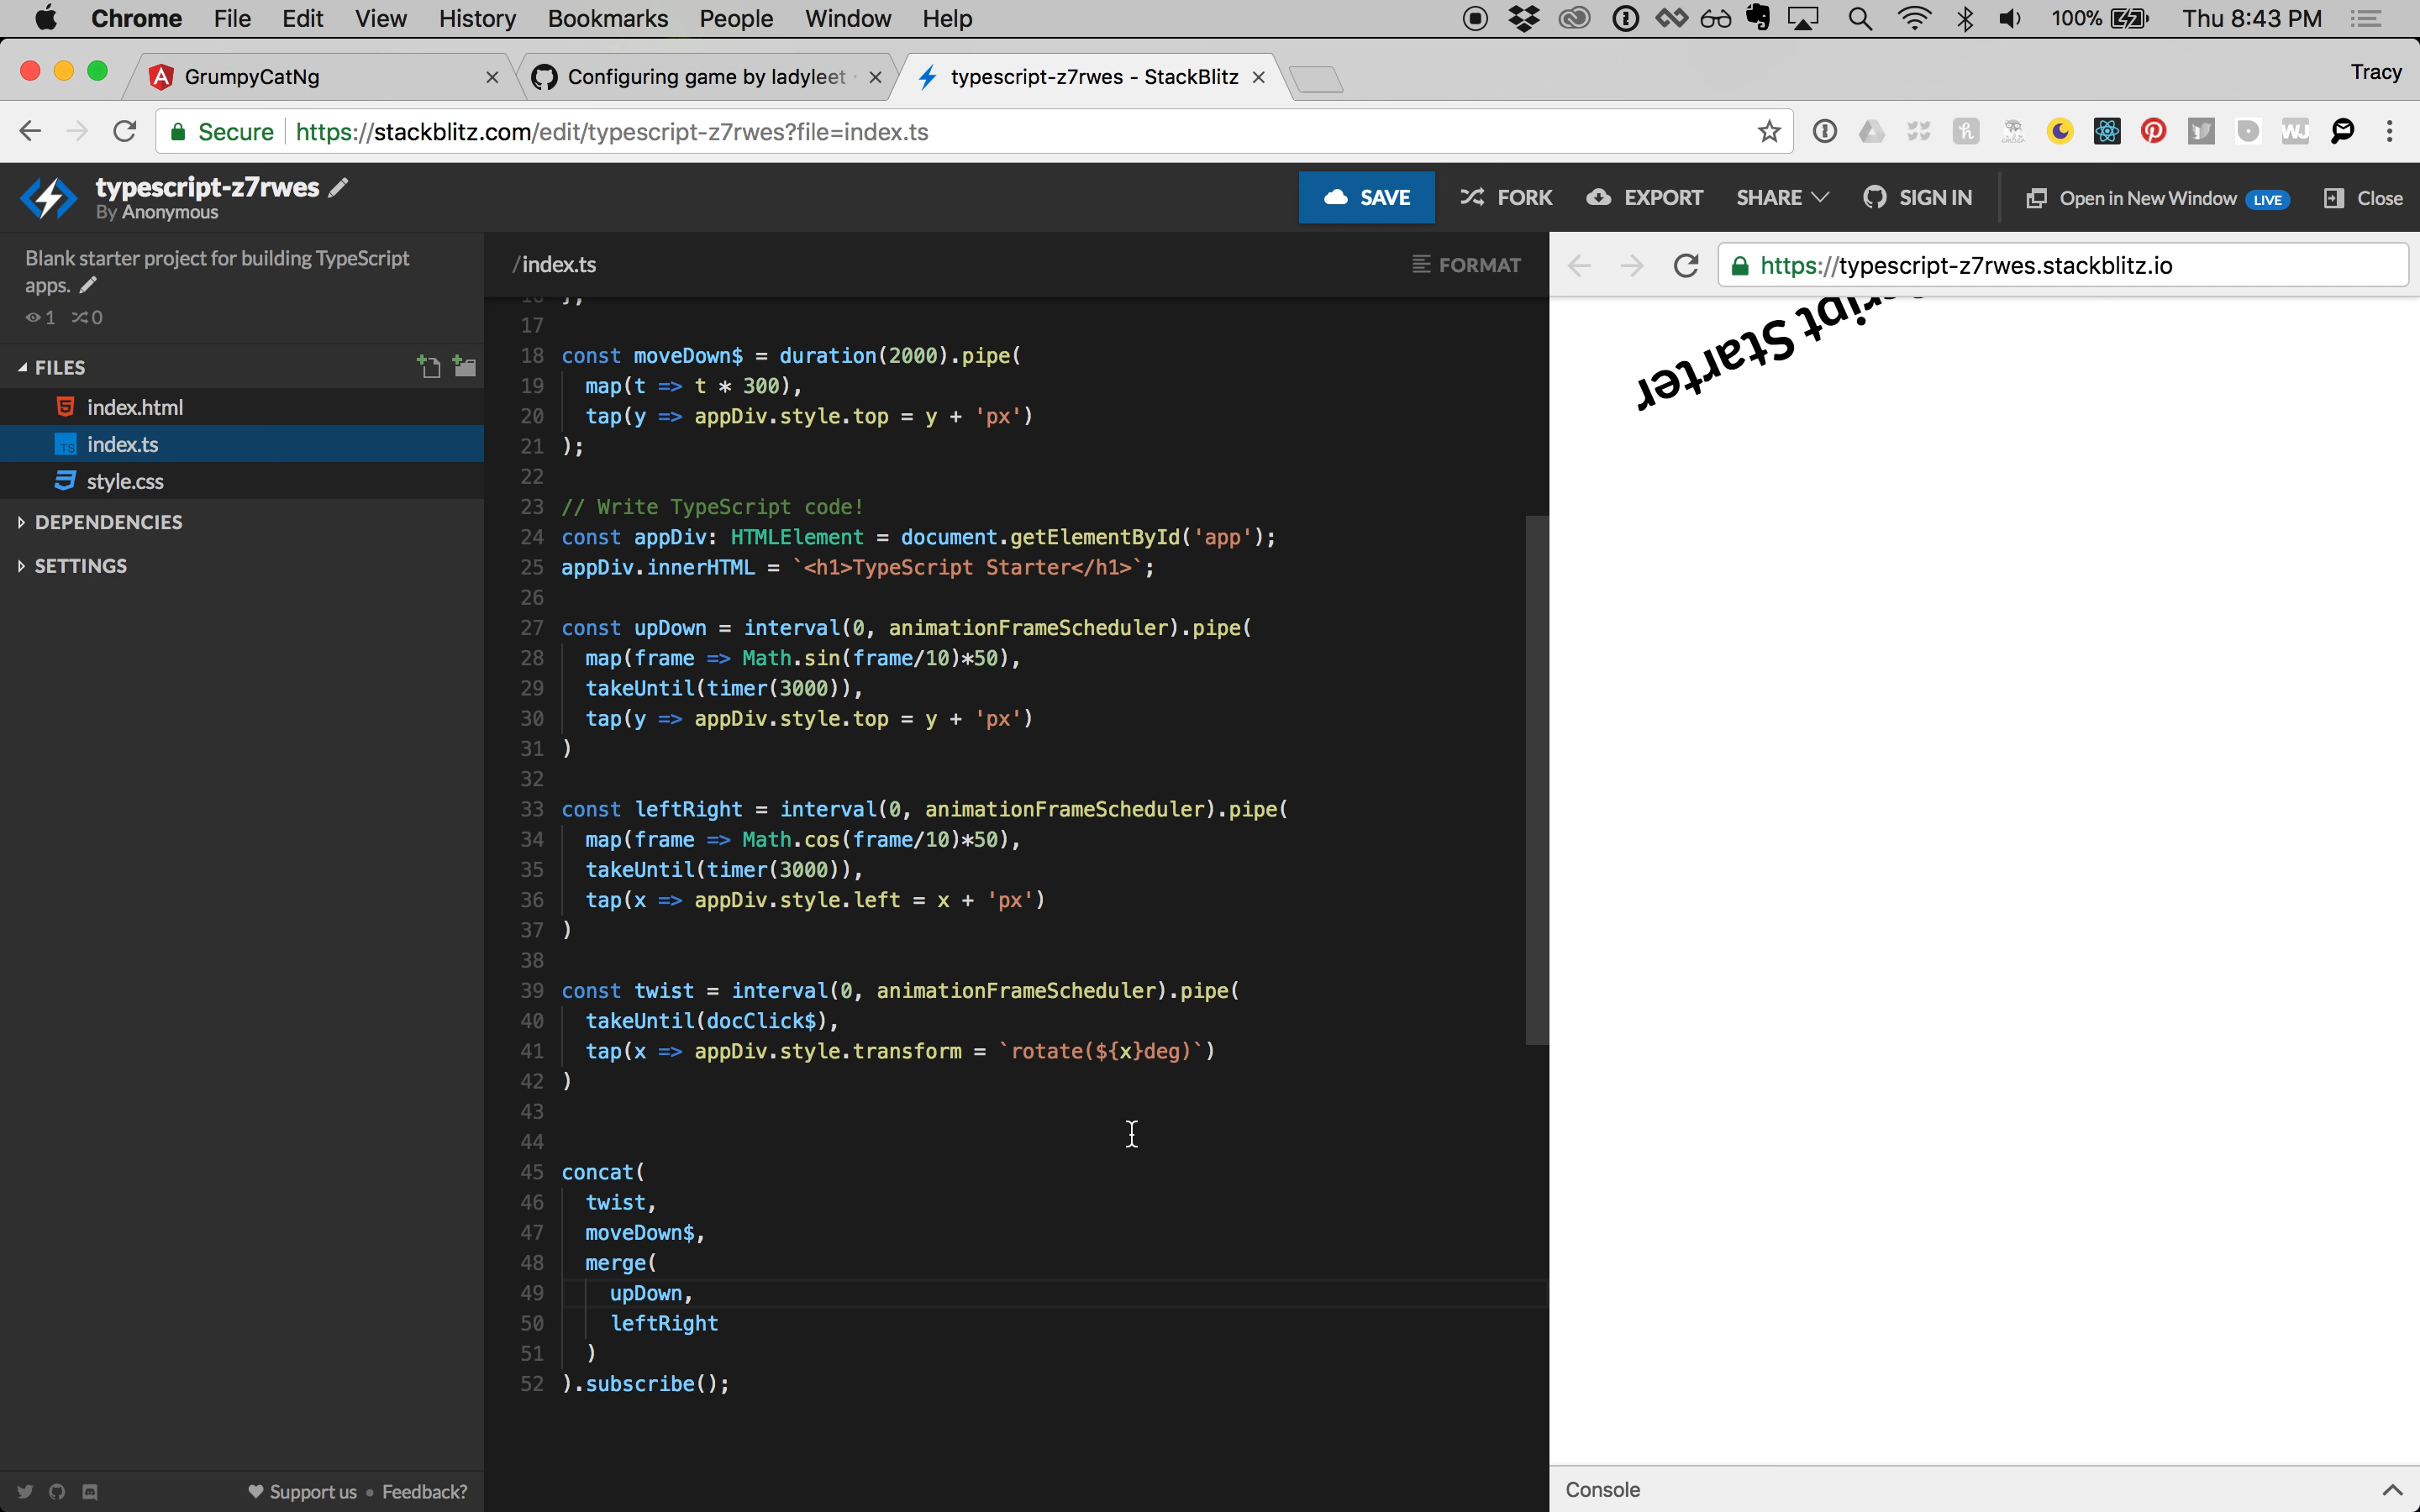 Chrome File Edit View History Bookmarks People Window Help 100% Thu 8:43 PM
GrumpyCatNg Configuring game by ladyleet typescript-z7rwes - StackBlitz Tracy
Secure https://stackblitz.com/edit/typescript-z7rwes?file=index.ts
typescript-z7rwes
By Anonymous
SAVE FORK EXPORT SHARE SIGN IN Open in New Window LIVE Close
Blank starter project for building TypeScript
apps.
1 0
FILES
index.html
index.ts
style.css
DEPENDENCIES
SETTINGS
Support us • Feedback?
/index.ts FORMAT
17
18 const moveDown$ = duration(2000).pipe(
19 map(t => t * 300),
20 tap(y => appDiv.style.top = y + 'px')
21 );
22
23 // Write TypeScript code!
24 const appDiv: HTMLElement = document.getElementById('app');
25 appDiv.innerHTML = `<h1>TypeScript Starter</h1>`;
26
27 const upDown = interval(0, animationFrameScheduler).pipe(
28 map(frame => Math.sin(frame/10)*50),
29 takeUntil(timer(3000)),
30 tap(y => appDiv.style.top = y + 'px')
31 )
32
33 const leftRight = interval(0, animationFrameScheduler).pipe(
34 map(frame => Math.cos(frame/10)*50),
35 takeUntil(timer(3000)),
36 tap(x => appDiv.style.left = x + 'px')
37 )
38
39 const twist = interval(0, animationFrameScheduler).pipe(
40 takeUntil(docClick$),
41 tap(x => appDiv.style.transform = `rotate(${x}deg)`)
42 )
43
44
45 concat(
46 twist,
47 moveDown$,
48 merge(
49 upDown,
50 leftRight
51 )
52 ).subscribe();
https://typescript-z7rwes.stackblitz.io
Starter
Console